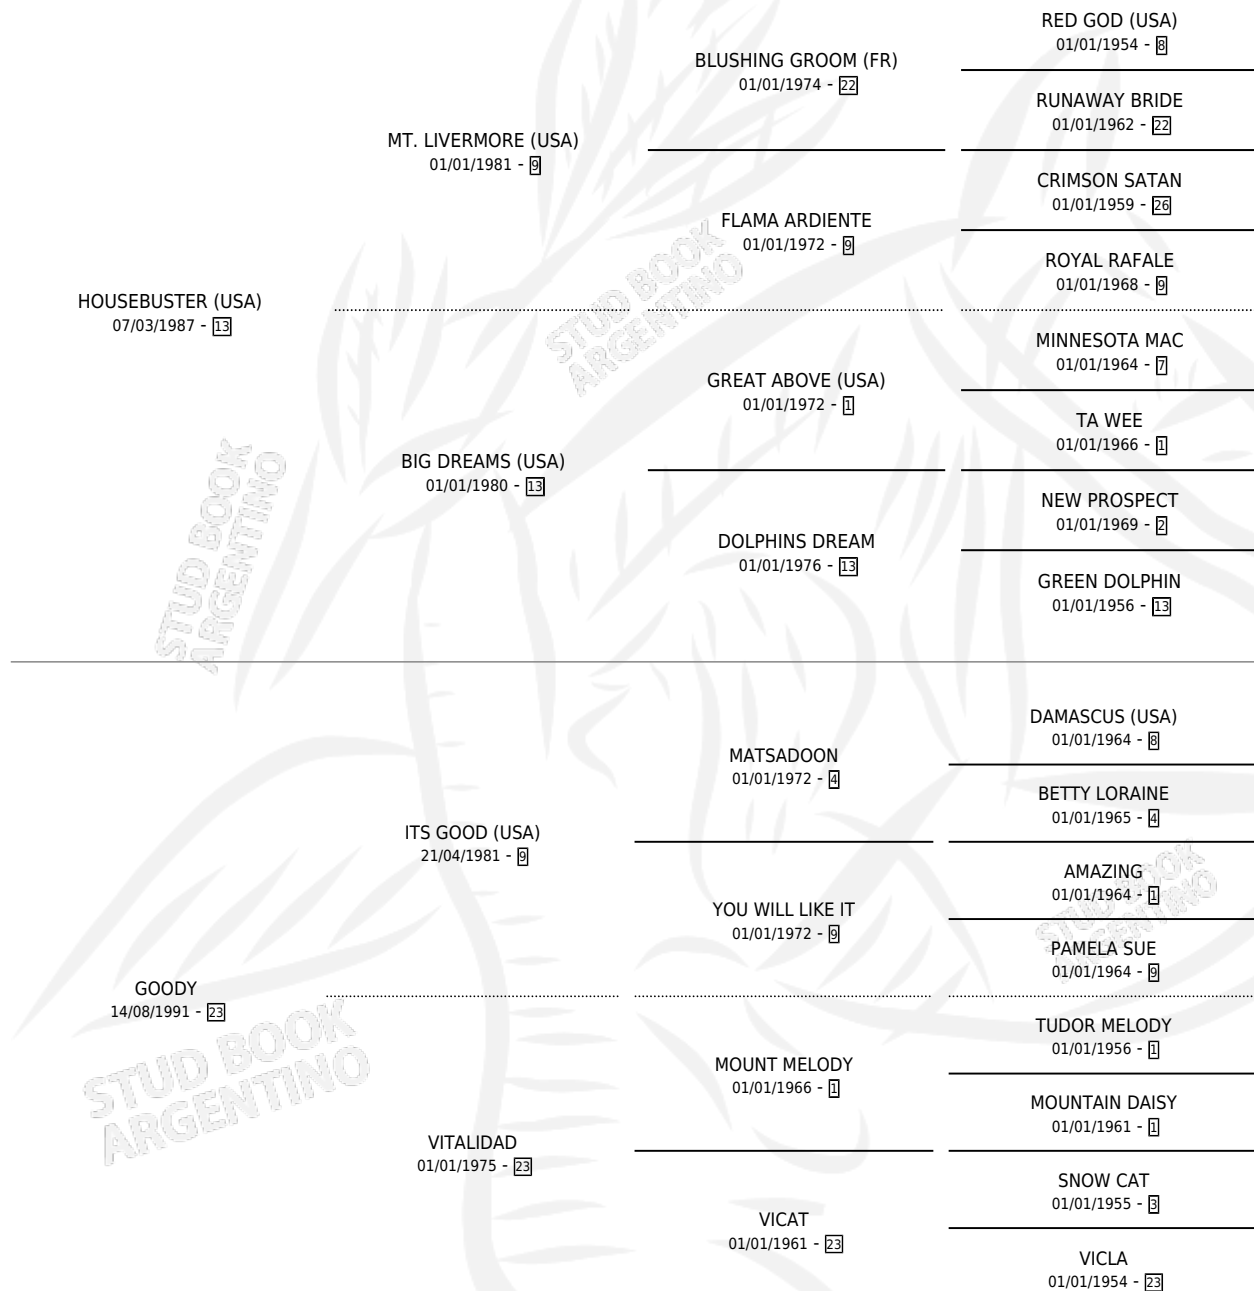 RED GOD (USA)
01/01/1954 - 8
BLUSHING GROOM (FR)
01/01/1974 - 22
RUNAWAY BRIDE
01/01/1962 - 22
MT. LIVERMORE (USA)
01/01/1981 - 9
CRIMSON SATAN
01/01/1959 - 26
FLAMA ARDIENTE
01/01/1972 - 9
ROYAL RAFALE
01/01/1968 - 9
HOUSEBUSTER (USA)
07/03/1987 - 13
MINNESOTA MAC
01/01/1964 - 7
GREAT ABOVE (USA)
01/01/1972 - 1
TA WEE
01/01/1966 - 1
BIG DREAMS (USA)
01/01/1980 - 13
NEW PROSPECT
01/01/1969 - 2
DOLPHINS DREAM
01/01/1976 - 13
GREEN DOLPHIN
01/01/1956 - 13
STUD BOOK
ARGENTINO
STUD BOOK
ARGENTINO
DAMASCUS (USA)
01/01/1964 - 8
MATSADOON
01/01/1972 - 4
BETTY LORAINE
01/01/1965 - 4
ITS GOOD (USA)
21/04/1981 - 9
AMAZING
01/01/1964 - 1
YOU WILL LIKE IT
01/01/1972 - 9
PAMELA SUE
01/01/1964 - 9
STUD BOOK
ARGENTINO
GOODY
14/08/1991 - 23
TUDOR MELODY
01/01/1956 - 1
MOUNT MELODY
01/01/1966 - 1
MOUNTAIN DAISY
01/01/1961 - 1
STUD BOOK
ARGENTINO
VITALIDAD
01/01/1975 - 23
SNOW CAT
01/01/1955 - 3
VICAT
01/01/1961 - 23
VICLA
01/01/1954 - 23